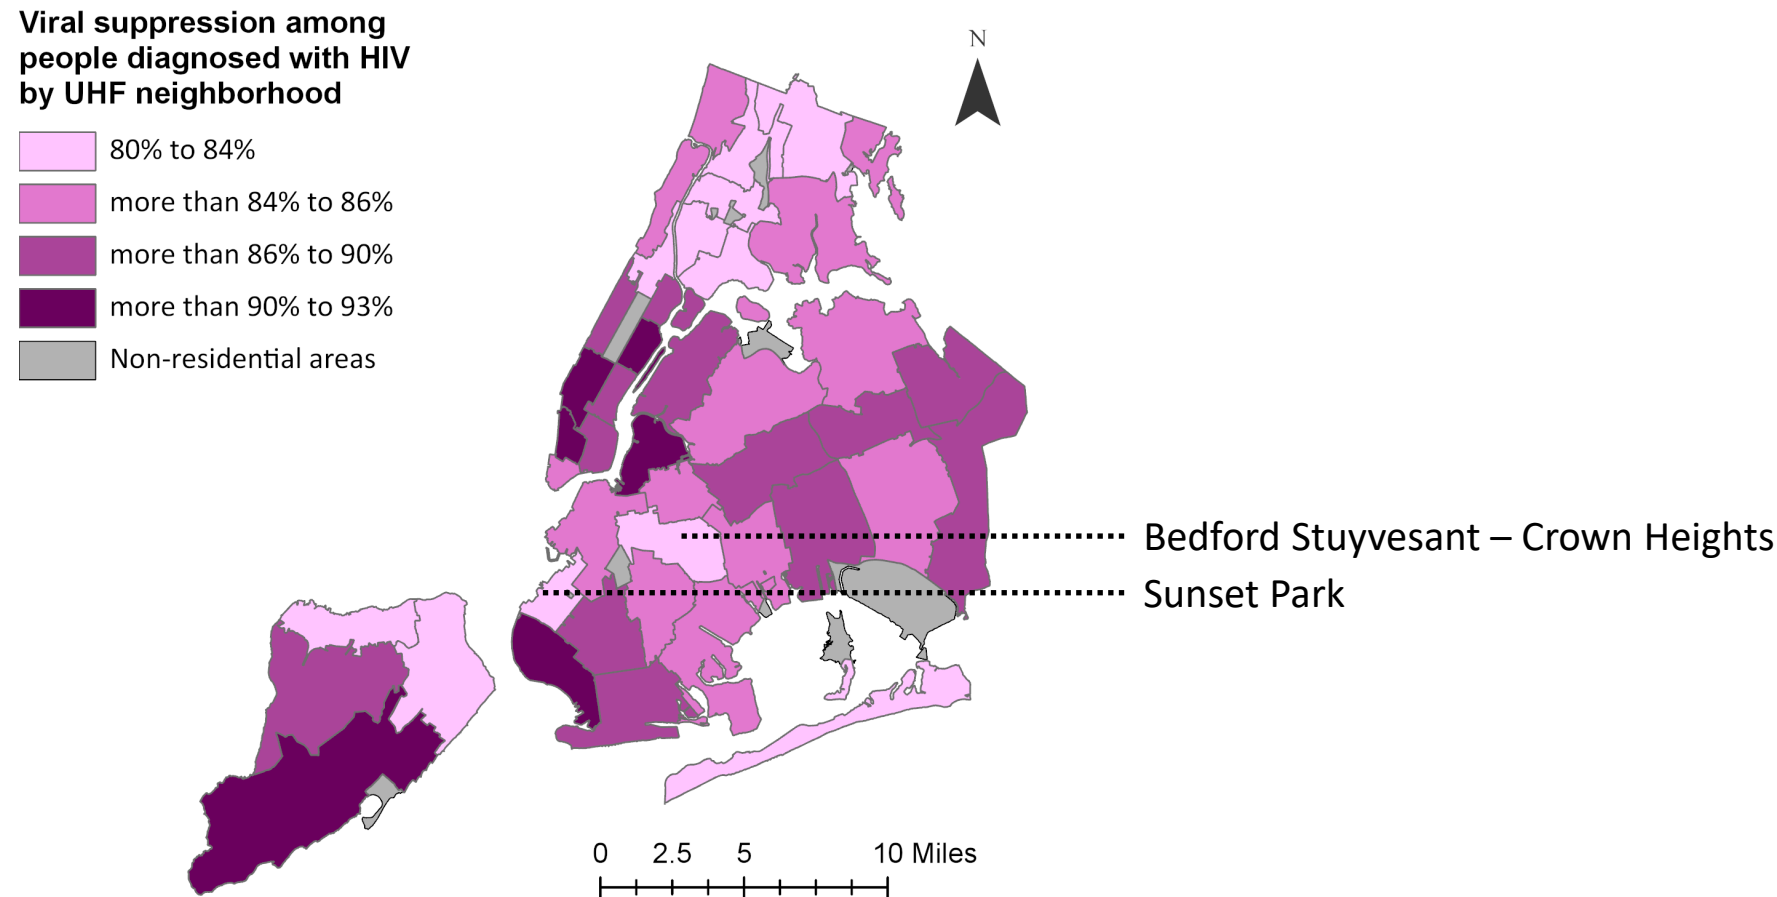 Viral suppression among
people diagnosed with HIV
by UHF neighborhood
80% to 84%
more than 84% to 86%
more than 86% to 90%
more than 90% to 93%
Non-residential areas
N
Bedford Stuyvesant – Crown Heights
Sunset Park
0 2.5 5 10 Miles